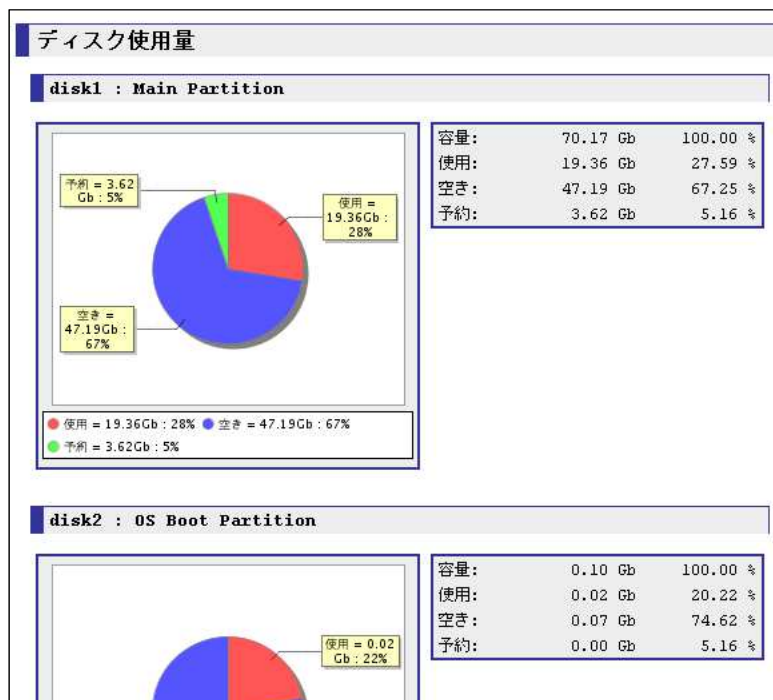 ディスク使用量
disk1 : Main Partition
予約 = 3.62
Gb : 5%
使用 =
19.36Gb :
28%
空き =
47.19Gb :
67%
使用 = 19.36Gb : 28% 空き = 47.19Gb : 67%
予約 = 3.62Gb : 5%
容量: 70.17 Gb 100.00 %
使用: 19.36 Gb 27.59 %
空き: 47.19 Gb 67.25 %
予約: 3.62 Gb 5.16 %
disk2 : OS Boot Partition
使用 = 0.02
Gb : 22%
容量: 0.10 Gb 100.00 %
使用: 0.02 Gb 20.22 %
空き: 0.07 Gb 74.62 %
予約: 0.00 Gb 5.16 %